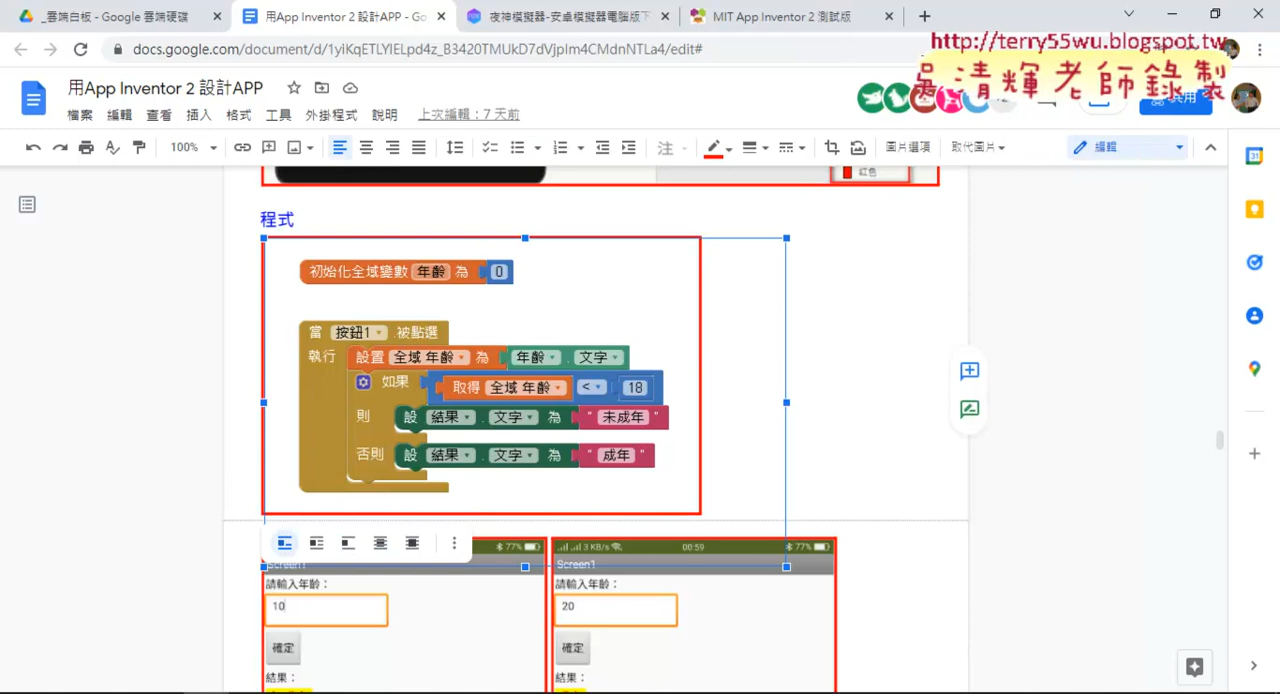 _雲端白板 - Google 雲端硬碟
用App Inventor 2 設計APP - Go
夜神模擬器-安卓模擬器電腦版下
MIT App Inventor 2 測試版
docs.google.com/document/d/1yiKqETLYIELpd4z_B3420TMUkD7dVjpIm4CMdnNTLa4/edit#
http://terry55wu.blogspot.tw
吳清輝老師錄製
用App Inventor 2 設計APP
共用
檔案 編輯 查看 插入 格式 工具 外掛程式 說明 上次編輯：7 天前
100% 注 圖片選項 取代圖片 編輯
紅色
31
程式
初始化全域變數 年齡 為 0
當 按鈕1 .被點選
執行 設置 全域 年齡 為 年齡 . 文字
如果 取得 全域 年齡 < 18
則 設 結果 . 文字 為 " 未成年 "
否則 設 結果 . 文字 為 " 成年 "
77%
3 KB/s 00:59 77%
Screen1 Screen1
請輸入年齡： 請輸入年齡：
10 20
確定 確定
結果： 結果：